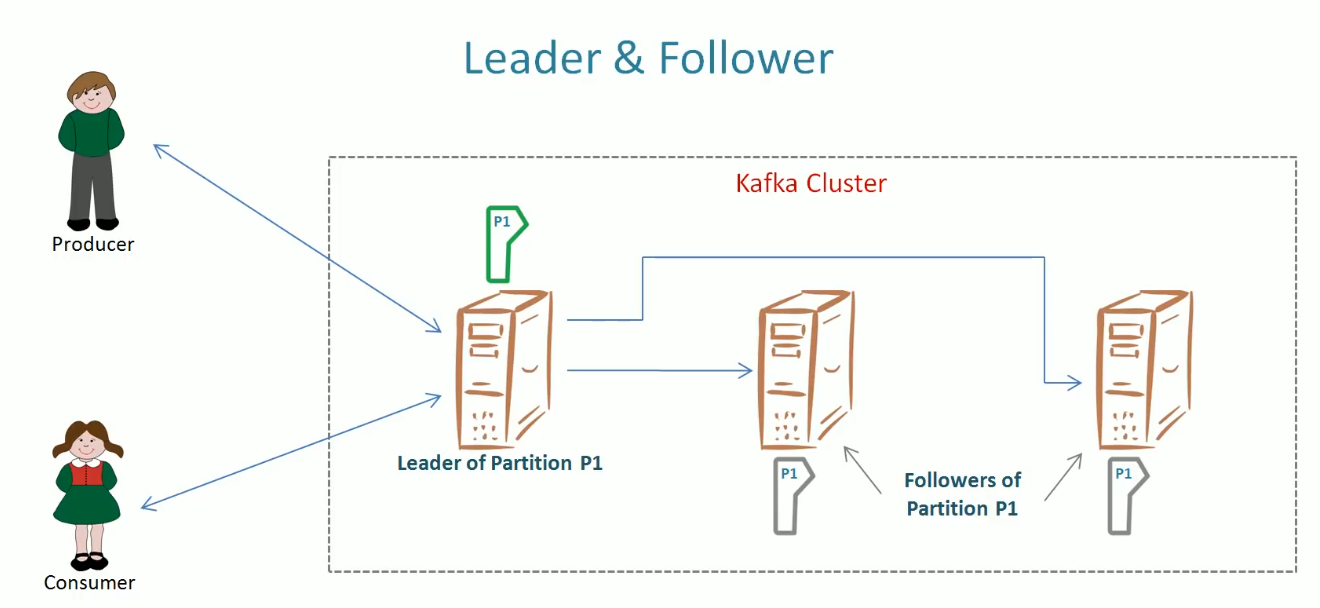 Leader & Follower
Kafka Cluster
P1
Producer
Leader of Partition P1
P1
Followers of
Partition P1
P1
Consumer